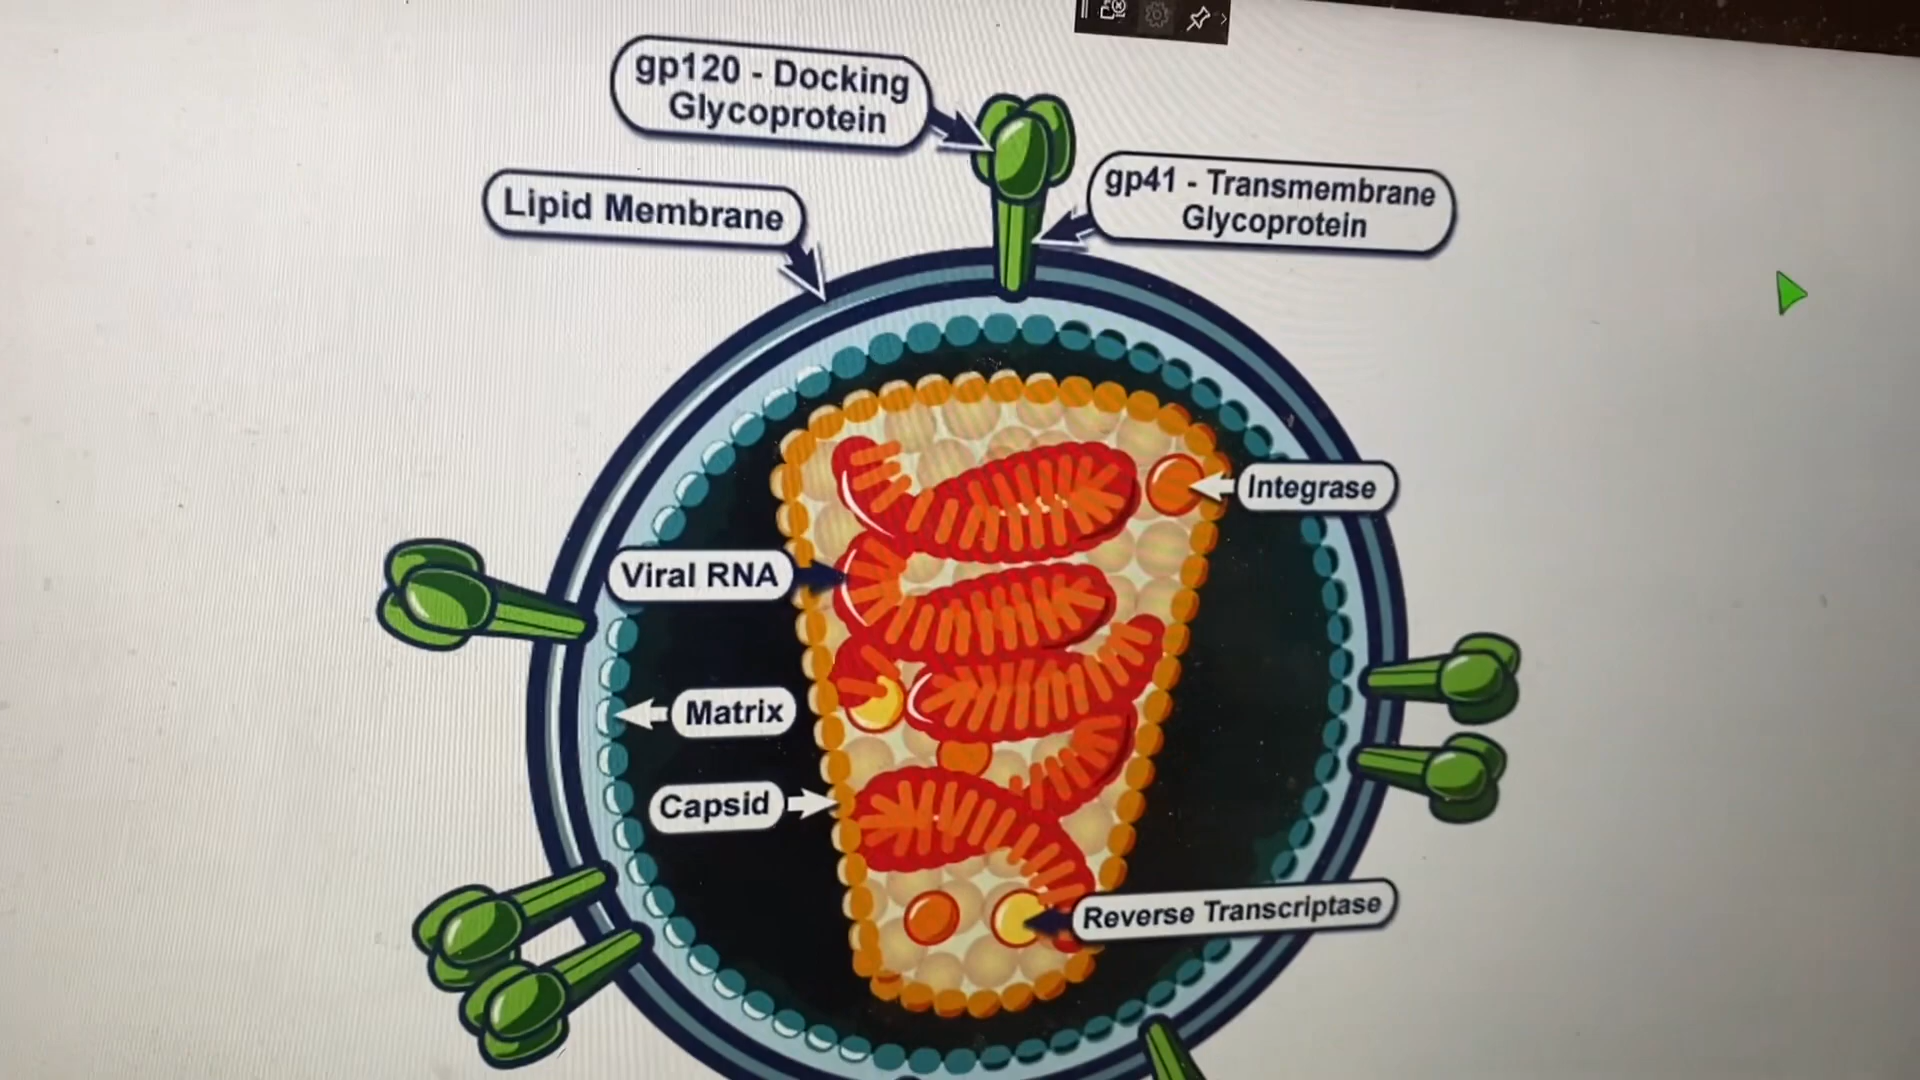 gp120 - Docking
Glycoprotein
Lipid Membrane
gp41 - Transmembrane
Glycoprotein
Integrase
Viral RNA
Matrix
Capsid
Reverse Transcriptase